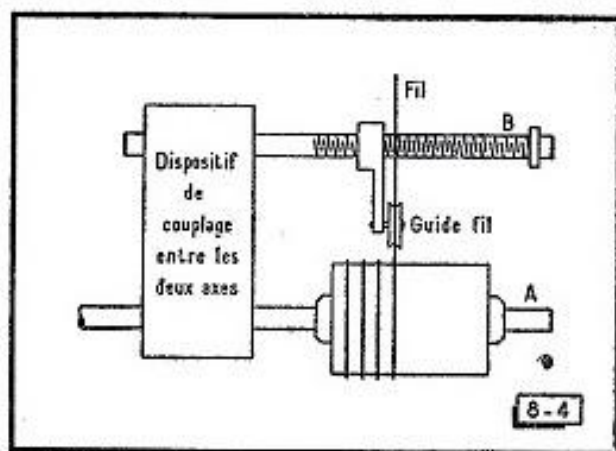 Fil
B
Dispositif
de
couplage
entre les
deux axes
Guide fil
A
8-4